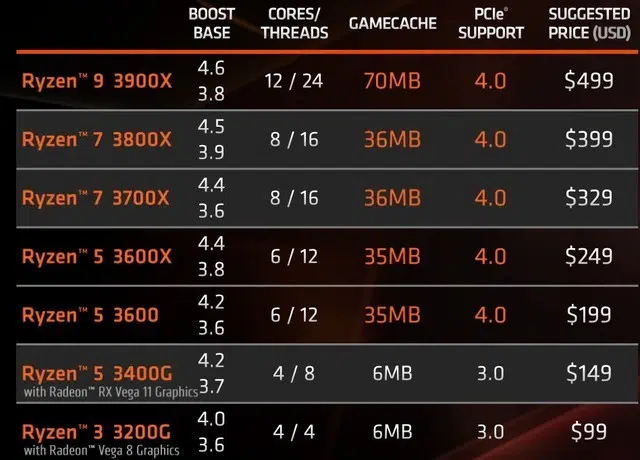 BOOST BASE CORES/ THREADS GAMECACHE PCIe® SUPPORT SUGGESTED PRICE (USD)
Ryzen™ 9 3900X 4.6 3.8 12 / 24 70MB 4.0 $499
Ryzen™ 7 3800X 4.5 3.9 8 / 16 36MB 4.0 $399
Ryzen™ 7 3700X 4.4 3.6 8 / 16 36MB 4.0 $329
Ryzen™ 5 3600X 4.4 3.8 6 / 12 35MB 4.0 $249
Ryzen™ 5 3600 4.2 3.6 6 / 12 35MB 4.0 $199
Ryzen™ 5 3400G 4.2 3.7 4 / 8 6MB 3.0 $149
with Radeon™ RX Vega 11 Graphics
Ryzen™ 3 3200G 4.0 3.6 4 / 4 6MB 3.0 $99
with Radeon™ Vega 8 Graphics